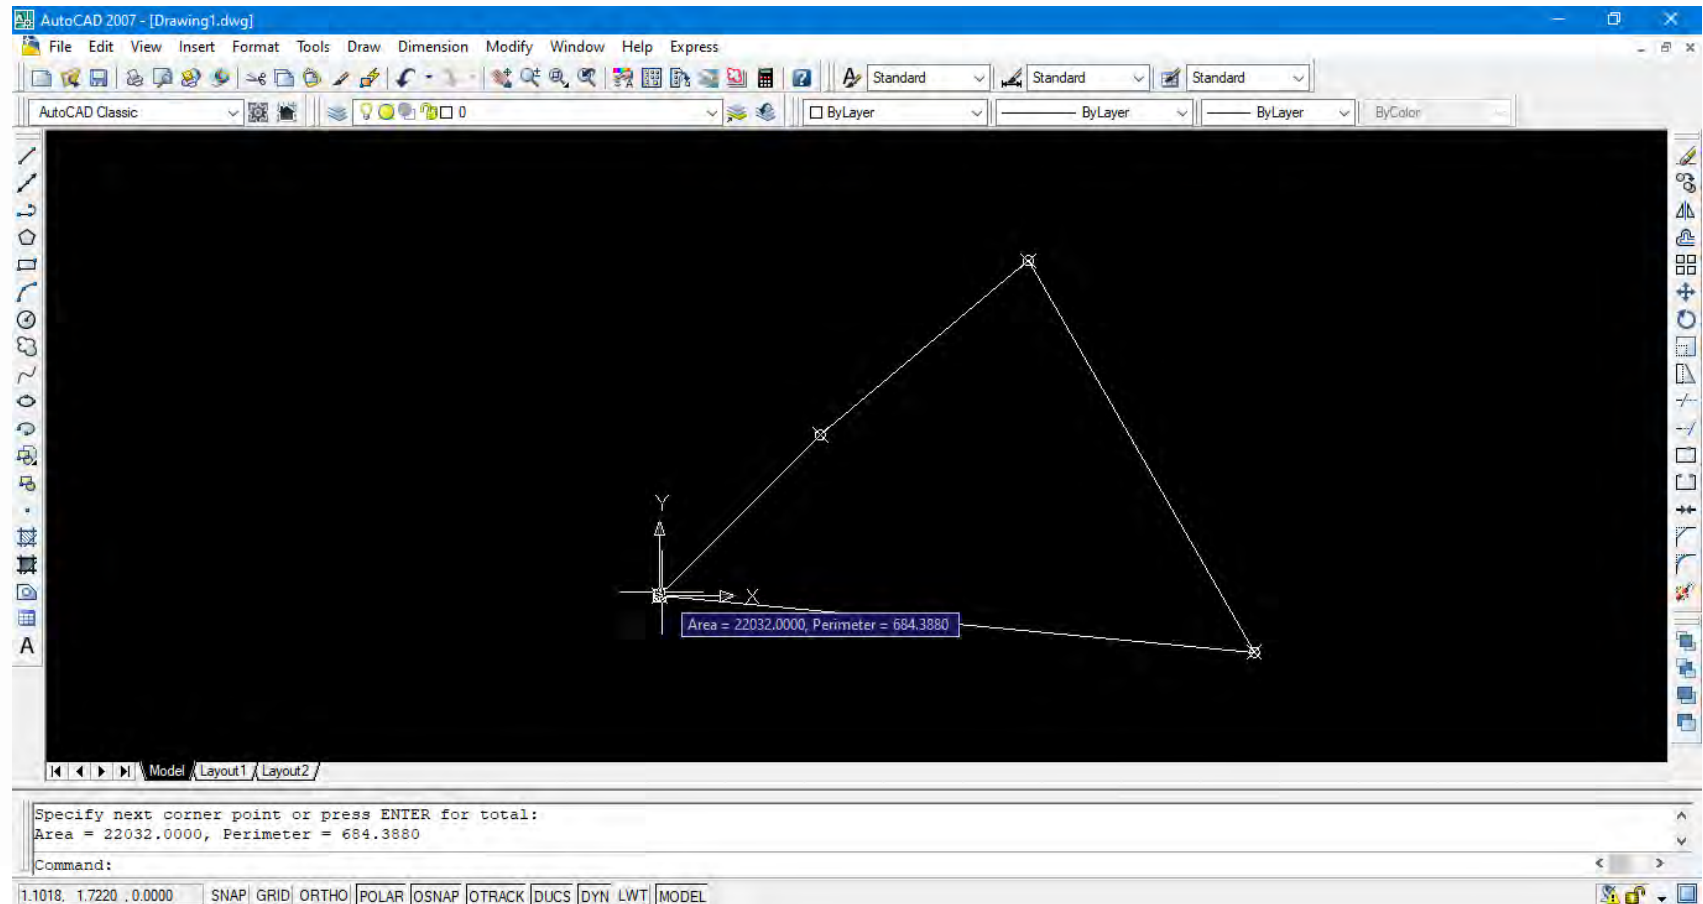 AutoCAD 2007 - [Drawing1.dwg]
File Edit View Insert Format Tools Draw Dimension Modify Window Help Express
Standard Standard Standard
AutoCAD Classic 0 ByLayer ByLayer ByLayer ByColor
Y
X
Area = 22032.0000, Perimeter = 684.3880
A
Model Layout1 Layout2
Specify next corner point or press ENTER for total:
Area = 22032.0000, Perimeter = 684.3880
Command:
1.1018, 1.7220 , 0.0000 SNAP GRID ORTHO POLAR OSNAP OTRACK DUCS DYN LWT MODEL